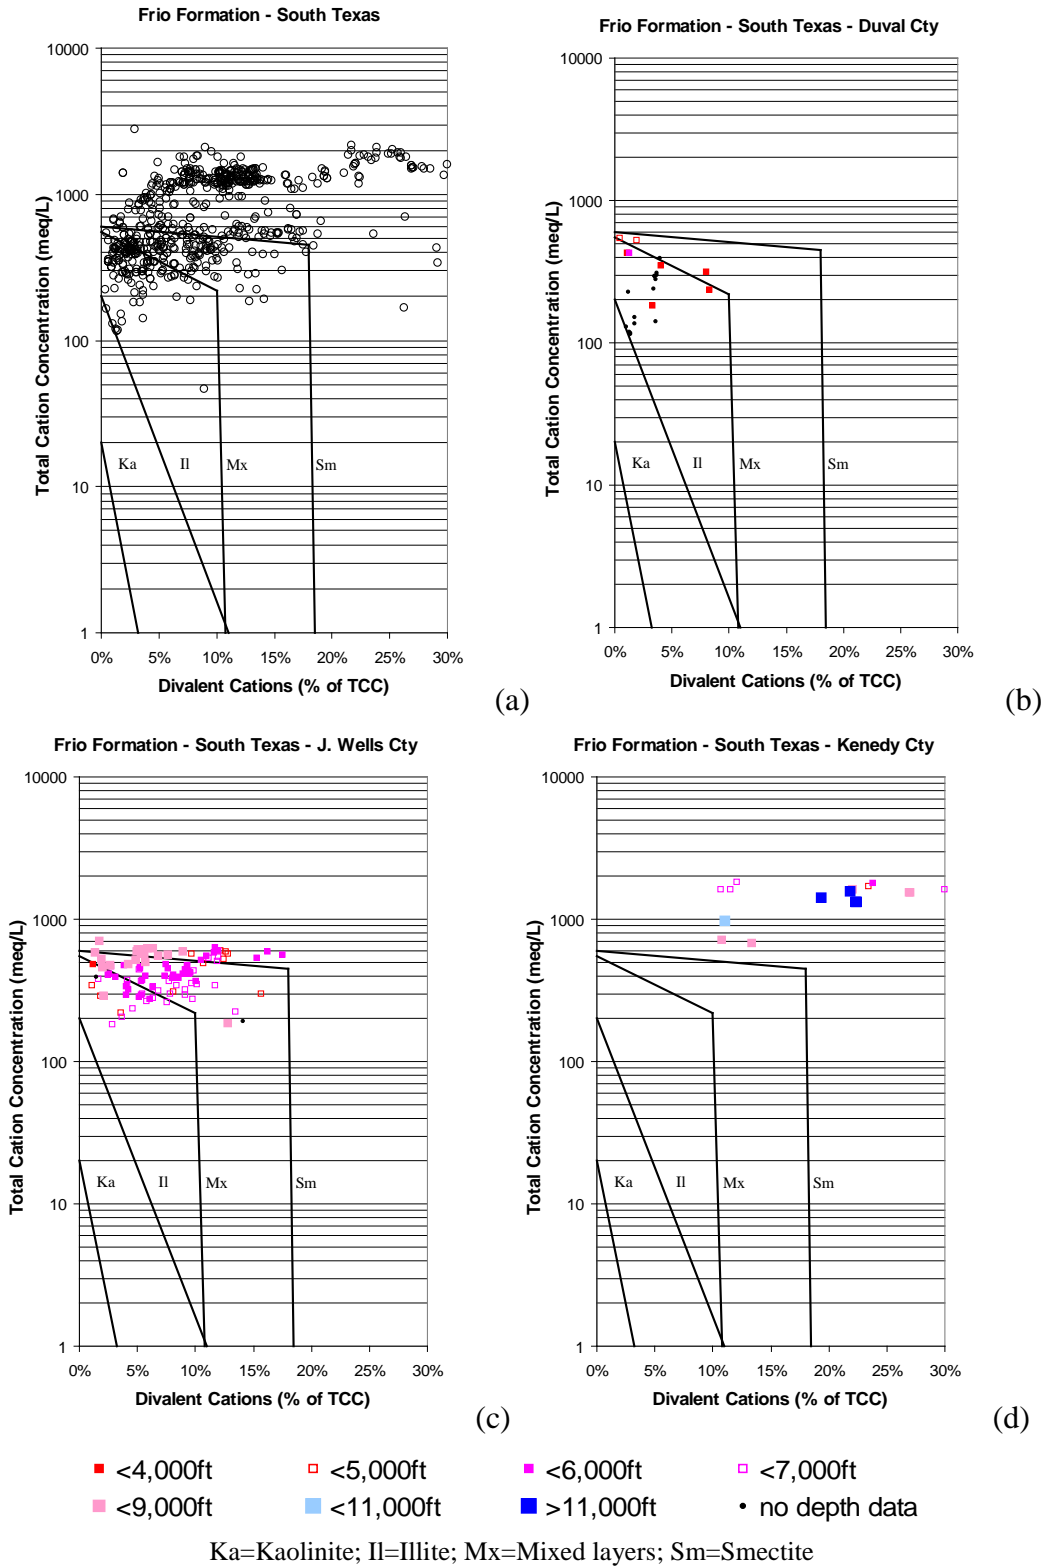 Frio Formation - South Texas
10000
1000
100
10
1
Total Cation Concentration (meq/L)
Ka
Il
Mx
Sm
0% 5% 10% 15% 20% 25% 30%
Divalent Cations (% of TCC)
(a)
Frio Formation - South Texas - Duval Cty
10000
1000
100
10
1
Total Cation Concentration (meq/L)
Ka
Il
Mx
Sm
0% 5% 10% 15% 20% 25% 30%
Divalent Cations (% of TCC)
(b)
Frio Formation - South Texas - J. Wells Cty
10000
1000
100
10
1
Total Cation Concentration (meq/L)
Ka
Il
Mx
Sm
0% 5% 10% 15% 20% 25% 30%
Divalent Cations (% of TCC)
(c)
Frio Formation - South Texas - Kenedy Cty
10000
1000
100
10
1
Total Cation Concentration (meq/L)
Ka
Il
Mx
Sm
0% 5% 10% 15% 20% 25% 30%
Divalent Cations (% of TCC)
(d)
<4,000ft <5,000ft <6,000ft <7,000ft
<9,000ft <11,000ft >11,000ft no depth data
Ka=Kaolinite; Il=Illite; Mx=Mixed layers; Sm=Smectite